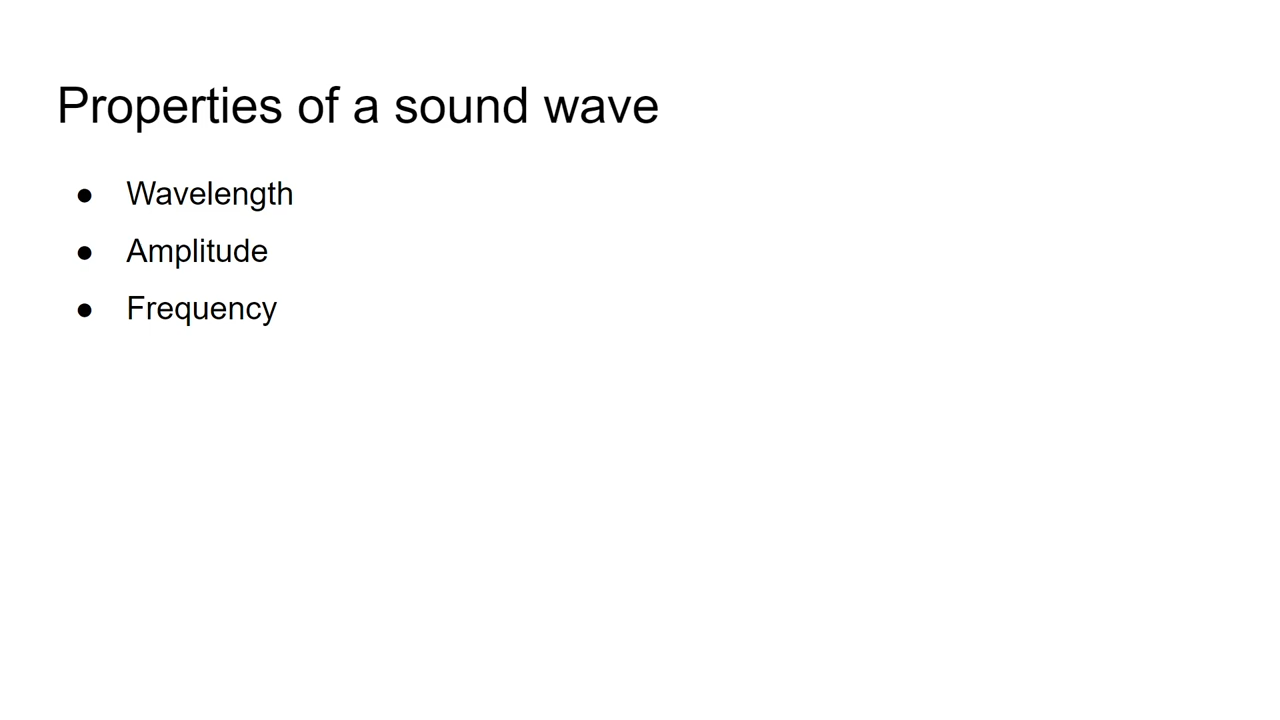 Properties of a sound wave
● Wavelength
● Amplitude
● Frequency